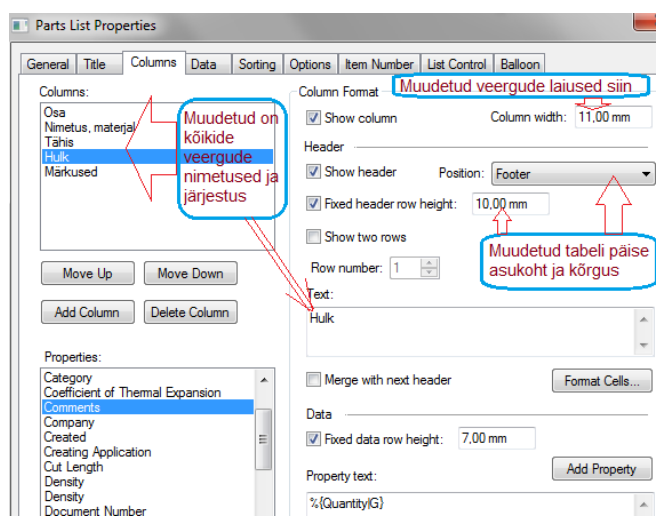 Parts List Properties
General Title Columns Data Sorting Options Item Number List Control Balloon
Columns:
Osa
Nimetus, materjal
Tähis
Hulk
Märkused
Muudetud on
kõikide
veergude
nimetused ja
järjestus
Move Up Move Down
Add Column Delete Column
Properties:
Category
Coefficient of Thermal Expansion
Comments
Company
Created
Creating Application
Cut Length
Density
Density
Document Number
Column Format
Muudetud veergude laiused siin
Show column Column width: 11,00 mm
Header
Show header Position: Footer
Fixed header row height: 10,00 mm
Show two rows
Muudetud tabeli päise
asukoht ja kõrgus
Row number: 1
Text:
Hulk
Merge with next header Format Cells...
Data
Fixed data row height: 7,00 mm
Property text: Add Property
%{Quantity|G}